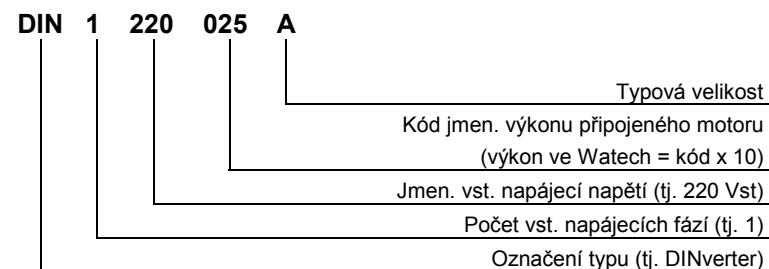 DIN 1 220 025 A
Typová velikost
Kód jmen. výkonu připojeného motoru
(výkon ve Watech = kód x 10)
Jmen. vst. napájecí napětí (tj. 220 Vst)
Počet vst. napájecích fází (tj. 1)
Označení typu (tj. DINverter)